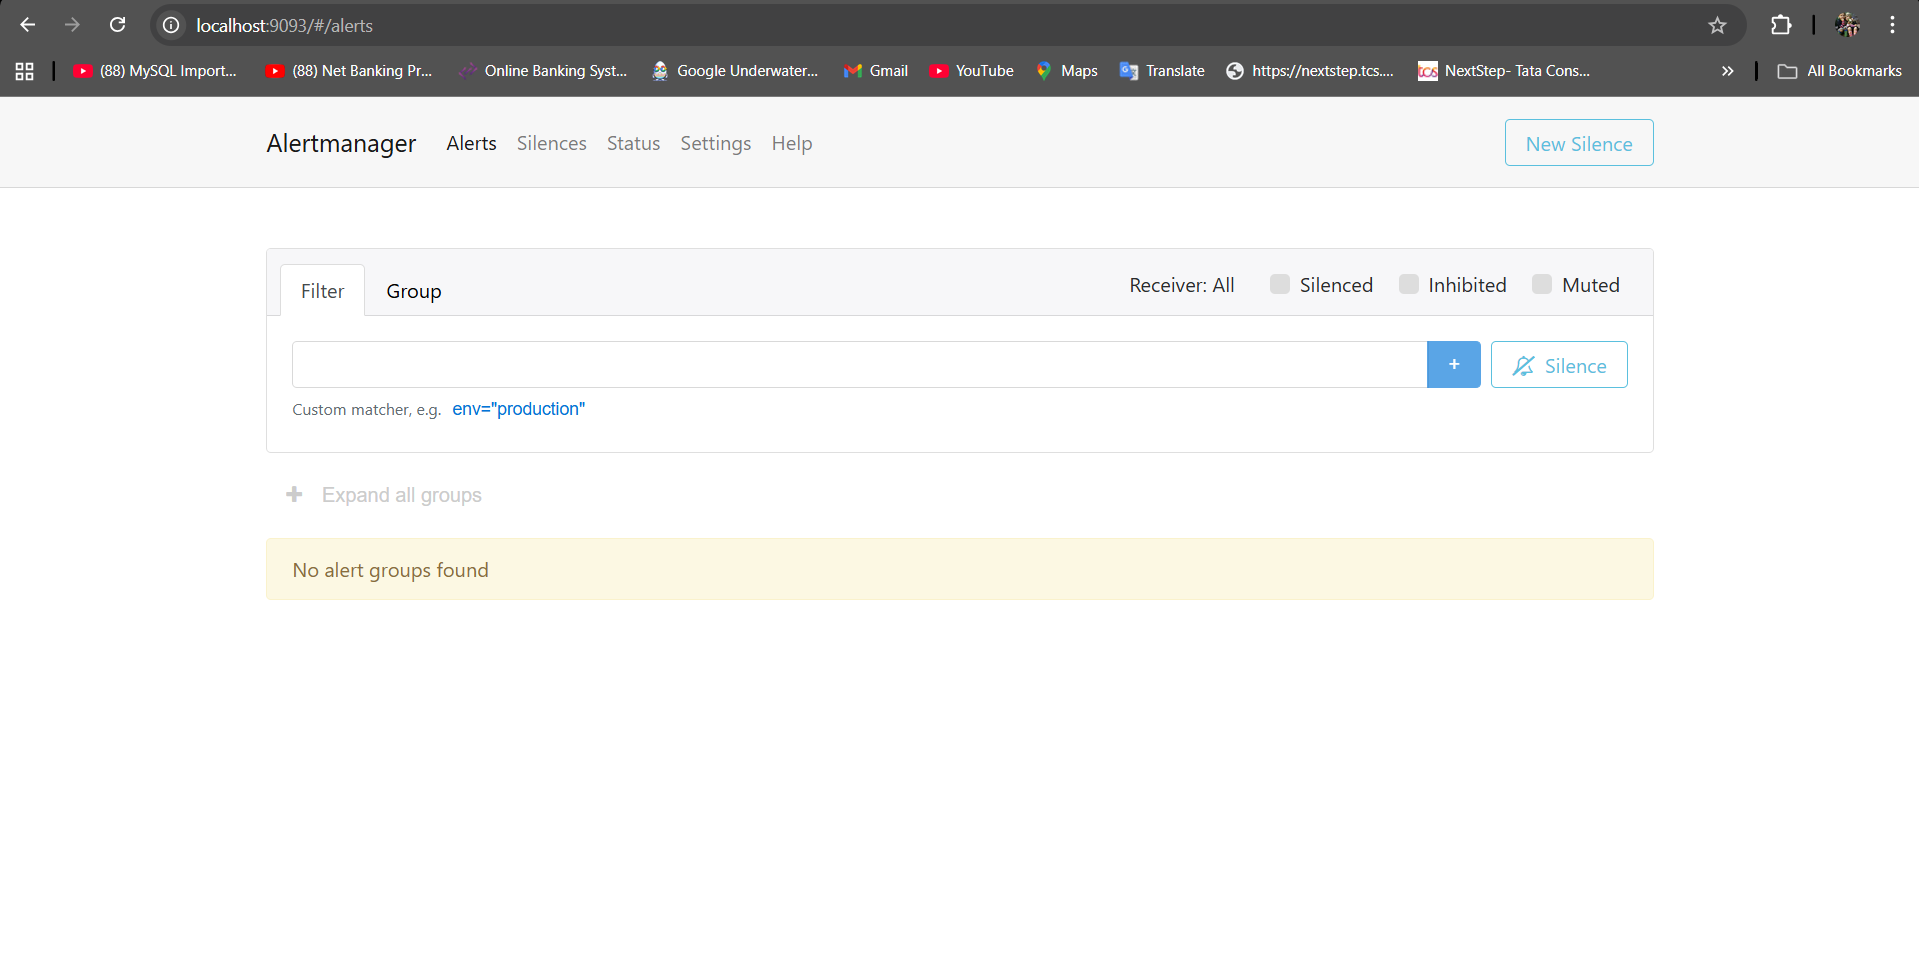 localhost:9093/#/alerts
(88) MySQL Import... (88) Net Banking Pr... Online Banking Syst... Google Underwater... Gmail YouTube Maps Translate https://nextstep.tcs.... tcs NextStep- Tata Cons... » All Bookmarks
Alertmanager Alerts Silences Status Settings Help New Silence
Filter Group Receiver: All Silenced Inhibited Muted
+ Silence
Custom matcher, e.g. env="production"
+ Expand all groups
No alert groups found